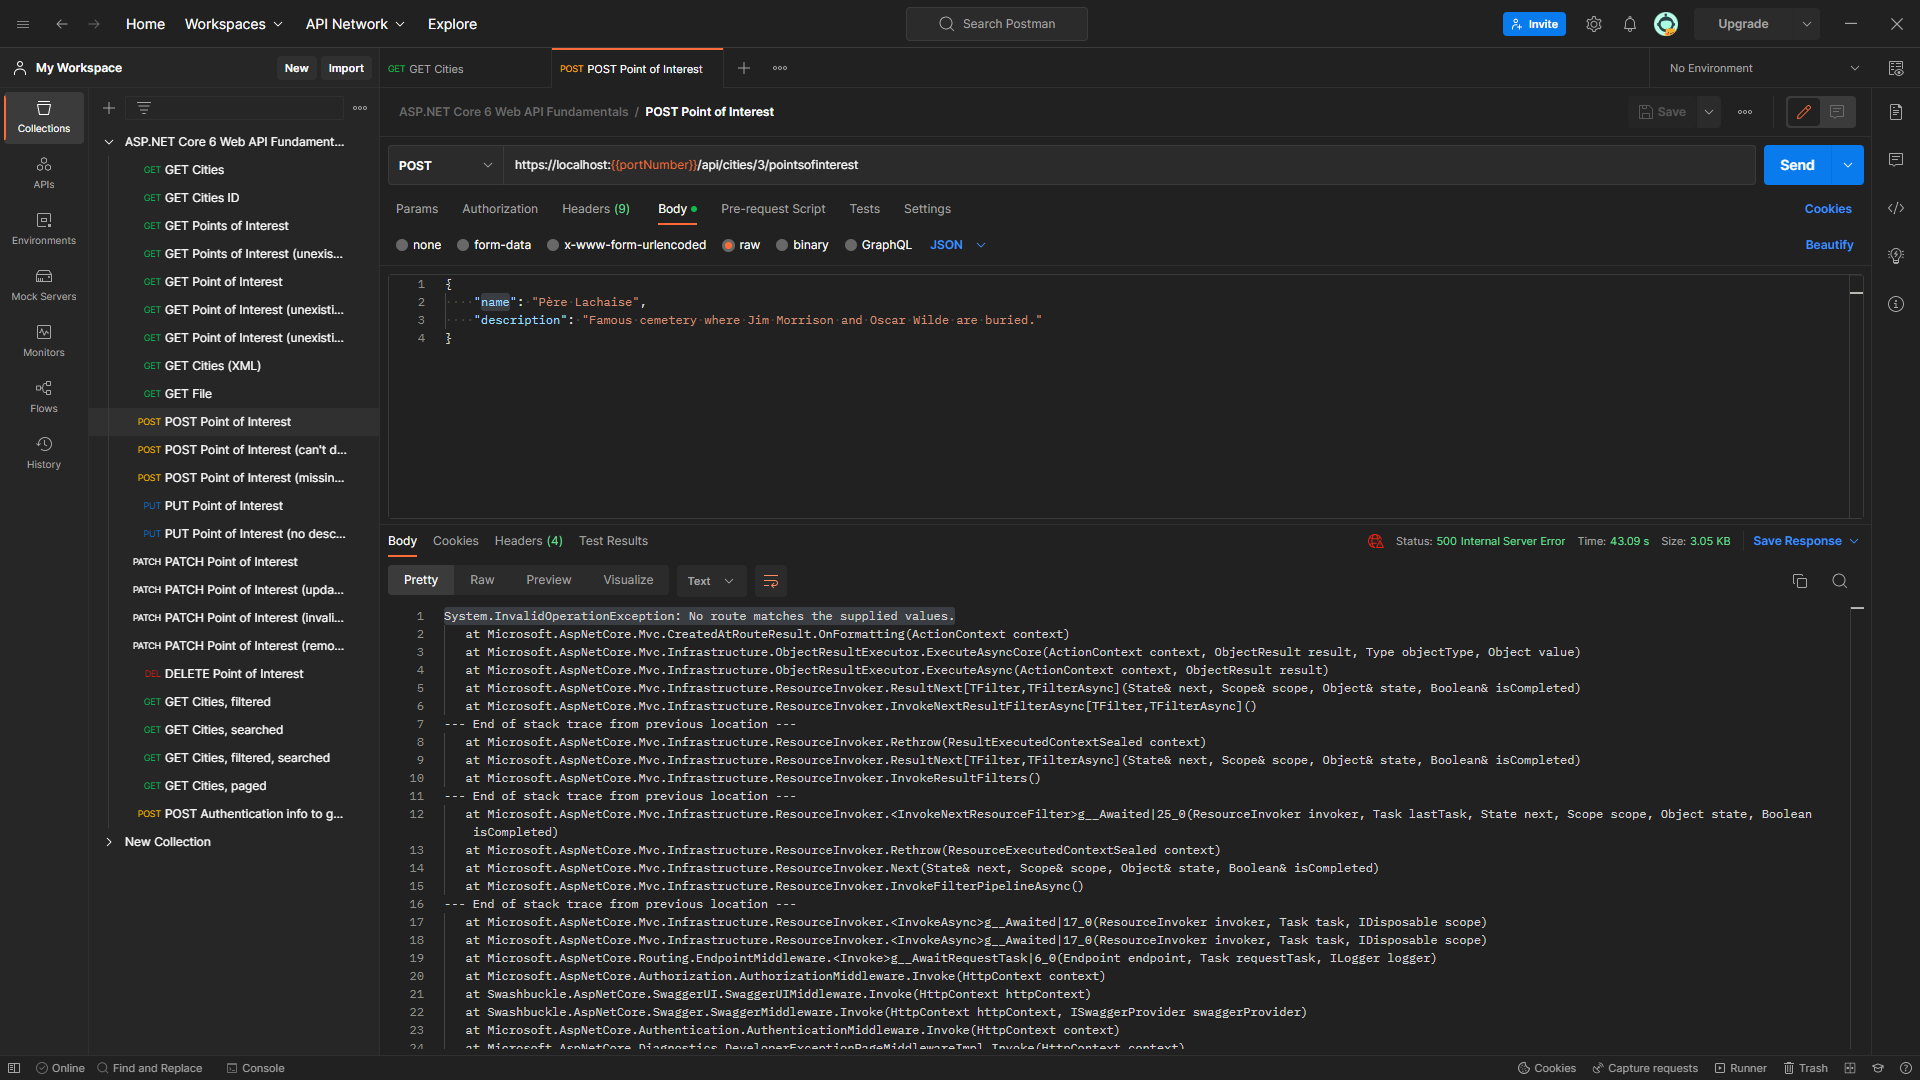 Home
Workspaces
API Network
Explore
Search Postman
Invite
Upgrade
My Workspace
New
Import
GET GET Cities
POST POST Point of Interest
No Environment
Collections
APIs
Environments
Mock Servers
Monitors
Flows
History
ASP.NET Core 6 Web API Fundament...
GET GET Cities
GET GET Cities ID
GET GET Points of Interest
GET GET Points of Interest (unexis...
GET GET Point of Interest
GET GET Point of Interest (unexisti...
GET GET Point of Interest (unexisti...
GET GET Cities (XML)
GET GET File
POST POST Point of Interest
POST POST Point of Interest (can't d...
POST POST Point of Interest (missin...
PUT PUT Point of Interest
PUT PUT Point of Interest (no desc...
PATCH PATCH Point of Interest
PATCH PATCH Point of Interest (upda...
PATCH PATCH Point of Interest (invali...
PATCH PATCH Point of Interest (remo...
DEL DELETE Point of Interest
GET GET Cities, filtered
GET GET Cities, searched
GET GET Cities, filtered, searched
GET GET Cities, paged
POST POST Authentication info to g...
New Collection
ASP.NET Core 6 Web API Fundamentals / POST Point of Interest
Save
POST
https://localhost:{{portNumber}}/api/cities/3/pointsofinterest
Send
Params Authorization Headers (9) Body Pre-request Script Tests Settings
Cookies
none form-data x-www-form-urlencoded raw binary GraphQL JSON
Beautify
1 {
2 "name": "Père Lachaise",
3 "description": "Famous cemetery where Jim Morrison and Oscar Wilde are buried."
4 }
Body Cookies Headers (4) Test Results
Status: 500 Internal Server Error Time: 43.09 s Size: 3.05 KB
Save Response
Pretty Raw Preview Visualize Text
1 System.InvalidOperationException: No route matches the supplied values.
2 at Microsoft.AspNetCore.Mvc.CreatedAtRouteResult.OnFormatting(ActionContext context)
3 at Microsoft.AspNetCore.Mvc.Infrastructure.ObjectResultExecutor.ExecuteAsyncCore(ActionContext context, ObjectResult result, Type objectType, Object value)
4 at Microsoft.AspNetCore.Mvc.Infrastructure.ObjectResultExecutor.ExecuteAsync(ActionContext context, ObjectResult result)
5 at Microsoft.AspNetCore.Mvc.Infrastructure.ResourceInvoker.ResultNext[TFilter,TFilterAsync](State& next, Scope& scope, Object& state, Boolean& isCompleted)
6 at Microsoft.AspNetCore.Mvc.Infrastructure.ResourceInvoker.InvokeNextResultFilterAsync[TFilter,TFilterAsync]()
7 --- End of stack trace from previous location ---
8 at Microsoft.AspNetCore.Mvc.Infrastructure.ResourceInvoker.Rethrow(ResultExecutedContextSealed context)
9 at Microsoft.AspNetCore.Mvc.Infrastructure.ResourceInvoker.ResultNext[TFilter,TFilterAsync](State& next, Scope& scope, Object& state, Boolean& isCompleted)
10 at Microsoft.AspNetCore.Mvc.Infrastructure.ResourceInvoker.InvokeResultFilters()
11 --- End of stack trace from previous location ---
12 at Microsoft.AspNetCore.Mvc.Infrastructure.ResourceInvoker.<InvokeNextResourceFilter>g__Awaited|25_0(ResourceInvoker invoker, Task lastTask, State next, Scope scope, Object state, Boolean
isCompleted)
13 at Microsoft.AspNetCore.Mvc.Infrastructure.ResourceInvoker.Rethrow(ResourceExecutedContextSealed context)
14 at Microsoft.AspNetCore.Mvc.Infrastructure.ResourceInvoker.Next(State& next, Scope& scope, Object& state, Boolean& isCompleted)
15 at Microsoft.AspNetCore.Mvc.Infrastructure.ResourceInvoker.InvokeFilterPipelineAsync()
16 --- End of stack trace from previous location ---
17 at Microsoft.AspNetCore.Mvc.Infrastructure.ResourceInvoker.<InvokeAsync>g__Awaited|17_0(ResourceInvoker invoker, Task task, IDisposable scope)
18 at Microsoft.AspNetCore.Mvc.Infrastructure.ResourceInvoker.<InvokeAsync>g__Awaited|17_0(ResourceInvoker invoker, Task task, IDisposable scope)
19 at Microsoft.AspNetCore.Routing.EndpointMiddleware.<Invoke>g__AwaitRequestTask|6_0(Endpoint endpoint, Task requestTask, ILogger logger)
20 at Microsoft.AspNetCore.Authorization.AuthorizationMiddleware.Invoke(HttpContext context)
21 at Swashbuckle.AspNetCore.SwaggerUI.SwaggerUIMiddleware.Invoke(HttpContext httpContext)
22 at Swashbuckle.AspNetCore.Swagger.SwaggerMiddleware.Invoke(HttpContext httpContext, ISwaggerProvider swaggerProvider)
23 at Microsoft.AspNetCore.Authentication.AuthenticationMiddleware.Invoke(HttpContext context)
24 at Microsoft.AspNetCore.Diagnostics.DeveloperExceptionPageMiddlewareImpl.Invoke(HttpContext context)
Online
Find and Replace
Console
Cookies
Capture requests
Runner
Trash